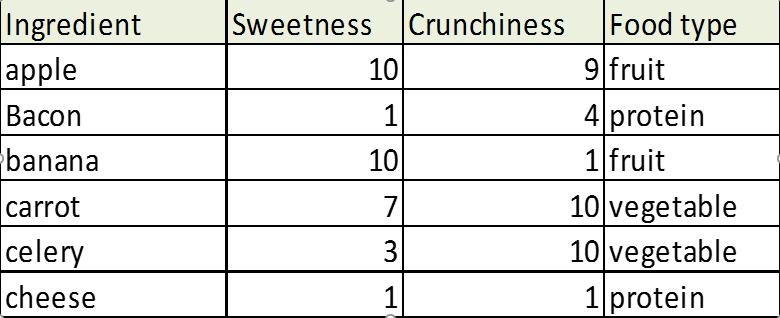 Ingredient Sweetness Crunchiness Food type
apple 10 9 fruit
Bacon 1 4 protein
banana 10 1 fruit
carrot 7 10 vegetable
celery 3 10 vegetable
cheese 1 1 protein